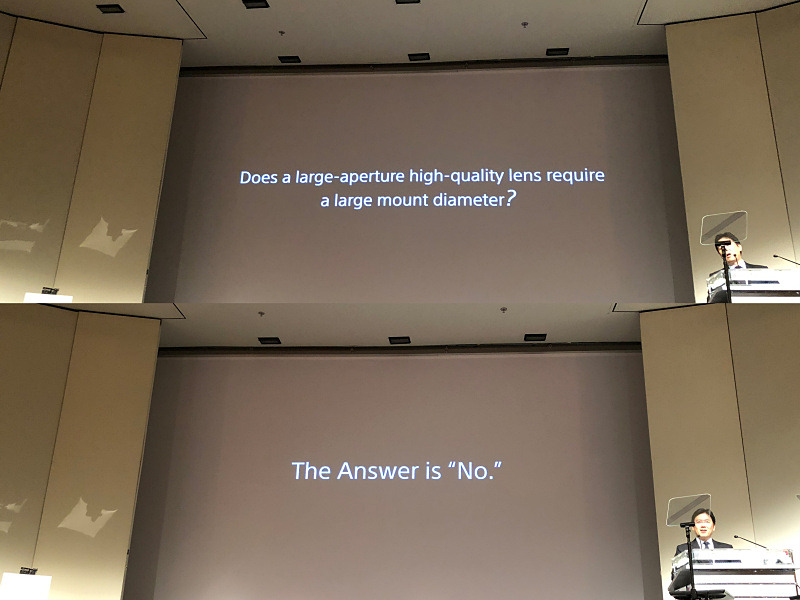 Does a large-aperture high-quality lens require
a large mount diameter?
The Answer is “No.”